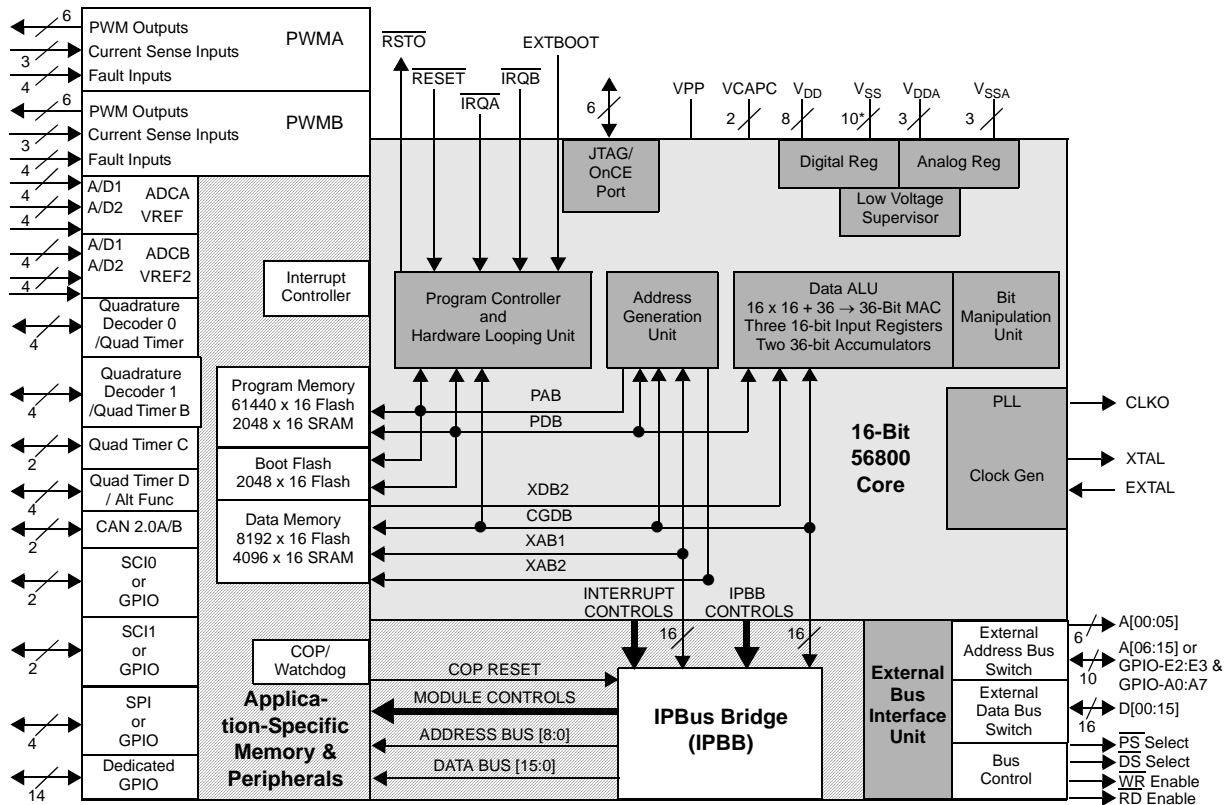 6
PWM Outputs
PWMA
Current Sense Inputs
3
Fault Inputs
4
6
PWM Outputs
PWMB
Current Sense Inputs
3
Fault Inputs
4
RSTO
EXTBOOT
RESET
IRQB
IRQA
6
VPP
VCAPC
VDD
VSS
VDDA
VSSA
2
8
10*
3
3
JTAG/
OnCE
Port
Digital Reg
Analog Reg
Low Voltage
Supervisor
4
A/D1
ADCA
4
A/D2
VREF
4
A/D1
ADCB
4
A/D2
VREF2
4
Quadrature
Decoder 0
/Quad Timer
4
Quadrature
Decoder 1
/Quad Timer B
4
Quad Timer C
2
Quad Timer D
/ Alt Func
4
CAN 2.0A/B
2
SCI0
or
GPIO
2
SCI1
or
GPIO
2
SPI
or
GPIO
4
Dedicated
GPIO
14
Interrupt
Controller
Program Memory
61440 x 16 Flash
2048 x 16 SRAM
Boot Flash
2048 x 16 Flash
Data Memory
8192 x 16 Flash
4096 x 16 SRAM
COP/
Watchdog
Applica-
tion-Specific
Memory &
Peripherals
Program Controller
and
Hardware Looping Unit
Address
Generation
Unit
Data ALU
16 x 16 + 36 → 36-Bit MAC
Three 16-bit Input Registers
Two 36-bit Accumulators
Bit
Manipulation
Unit
PAB
PDB
XDB2
CGDB
XAB1
XAB2
16-Bit
56800
Core
PLL
Clock Gen
CLKO
XTAL
EXTAL
INTERRUPT
CONTROLS
IPBB
CONTROLS
16
16
COP RESET
MODULE CONTROLS
ADDRESS BUS [8:0]
DATA BUS [15:0]
IPBus Bridge
(IPBB)
External
Bus
Interface
Unit
External
Address Bus
Switch
External
Data Bus
Switch
Bus
Control
6
A[00:05]
10
A[06:15] or
GPIO-E2:E3 &
GPIO-A0:A7
16
D[00:15]
PS Select
DS Select
WR Enable
RD Enable